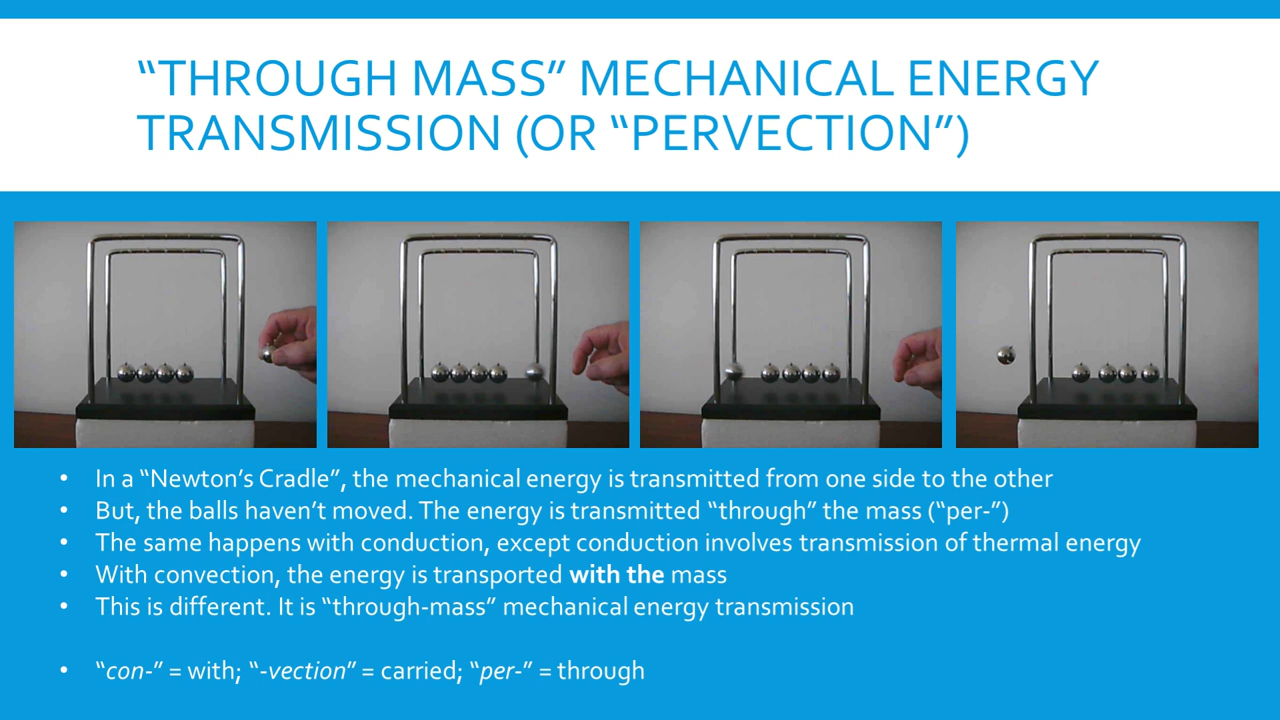 “THROUGH MASS” MECHANICAL ENERGY
TRANSMISSION (OR “PERVECTION”)
• In a “Newton’s Cradle”, the mechanical energy is transmitted from one side to the other
• But, the balls haven’t moved. The energy is transmitted “through” the mass (“per-”)
• The same happens with conduction, except conduction involves transmission of thermal energy
• With convection, the energy is transported with the mass
• This is different. It is “through-mass” mechanical energy transmission
• “con-” = with; “-vection” = carried; “per-” = through